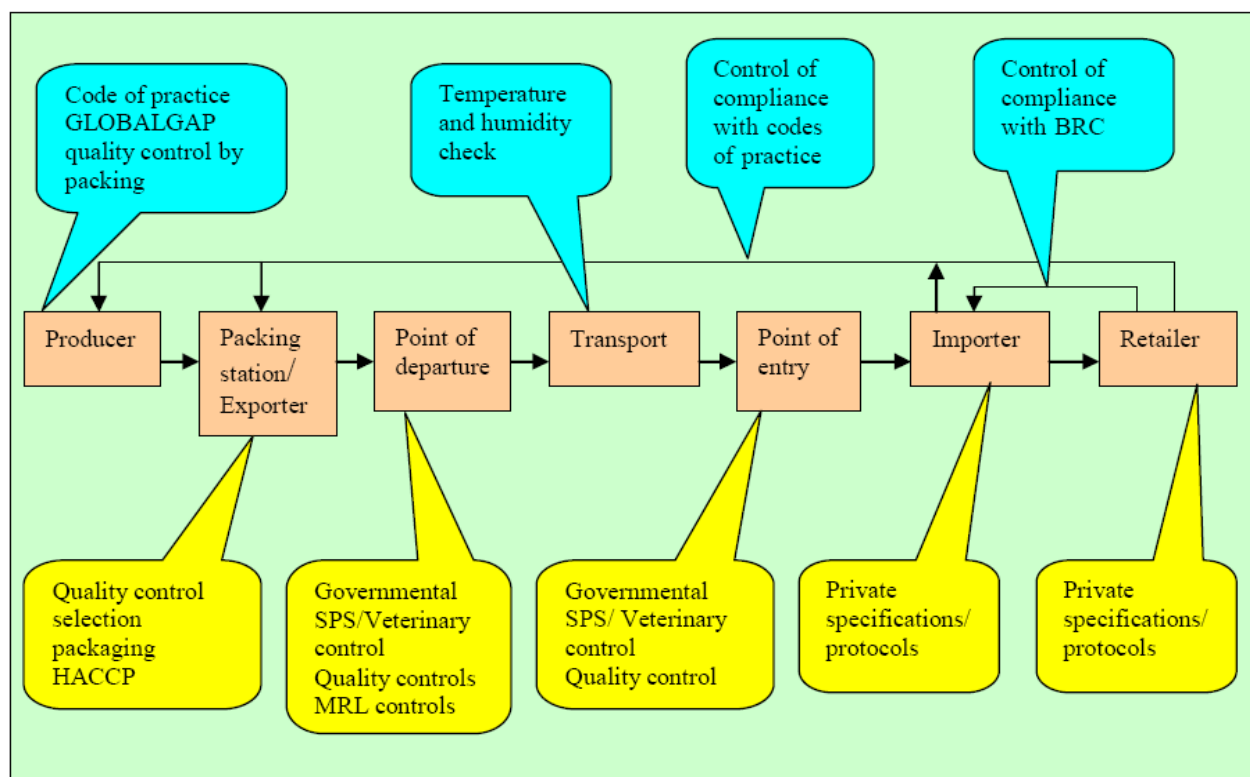 Code of practice
GLOBALGAP
quality control by
packing
Temperature
and humidity
check
Control of
compliance
with codes
of practice
Control of
compliance
with BRC
Producer
Packing
station/
Exporter
Point of
departure
Transport
Point of
entry
Importer
Retailer
Quality control
selection
packaging
HACCP
Governmental
SPS/Veterinary
control
Quality controls
MRL controls
Governmental
SPS/ Veterinary
control
Quality control
Private
specifications/
protocols
Private
specifications/
protocols